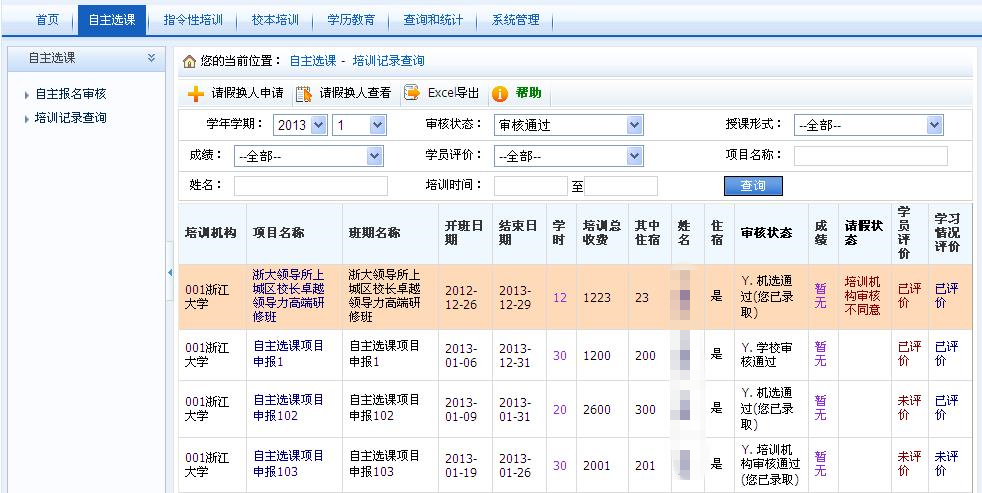 首页 自主选课 指令性培训 校本培训 学历教育 查询和统计 系统管理
自主选课
自主报名审核
培训记录查询
您的当前位置： 自主选课 - 培训记录查询
请假换人申请 请假换人查看 Excel导出 帮助
学年学期： 2013 1 审核状态： 审核通过 授课形式： --全部--
成绩： --全部-- 学员评价： --全部-- 项目名称：
姓名： 培训时间： 至 查询
培训机构 项目名称 班期名称 开班日期 结束日期 学时 培训总收费 其中住宿 姓名 住宿 审核状态 成绩 请假状态 学员评价 学习情况评价
001浙江大学 浙大领导所上城区校长卓越领导力高端研修班 浙大领导所上城区校长卓越领导力高端研修班 2012-12-26 2013-12-29 12 1223 23 是 Y. 机选通过(您已录取) 暂无 培训机构审核不同意 已评价 已评价
001浙江大学 自主选课项目申报1 自主选课项目申报1 2013-01-06 2013-12-31 30 1200 200 是 Y. 学校审核通过 暂无 已评价 已评价
001浙江大学 自主选课项目申报102 自主选课项目申报102 2013-01-09 2013-01-31 20 2600 300 是 Y. 机选通过(您已录取) 暂无 未评价 已评价
001浙江大学 自主选课项目申报103 自主选课项目申报103 2013-01-19 2013-01-26 30 2001 201 是 Y. 培训机构审核通过(您已录取) 暂无 未评价 未评价